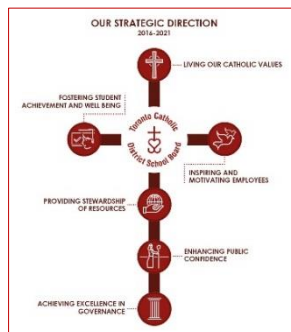 OUR STRATEGIC DIRECTION
2016-2021
LIVING OUR CATHOLIC VALUES
FOSTERING STUDENT
ACHIEVEMENT AND WELL BEING
Toronto Catholic
District School Board
INSPIRING AND
MOTIVATING EMPLOYEES
PROVIDING STEWARDSHIP
OF RESOURCES
ENHANCING PUBLIC
CONFIDENCE
ACHIEVING EXCELLENCE IN
GOVERNANCE